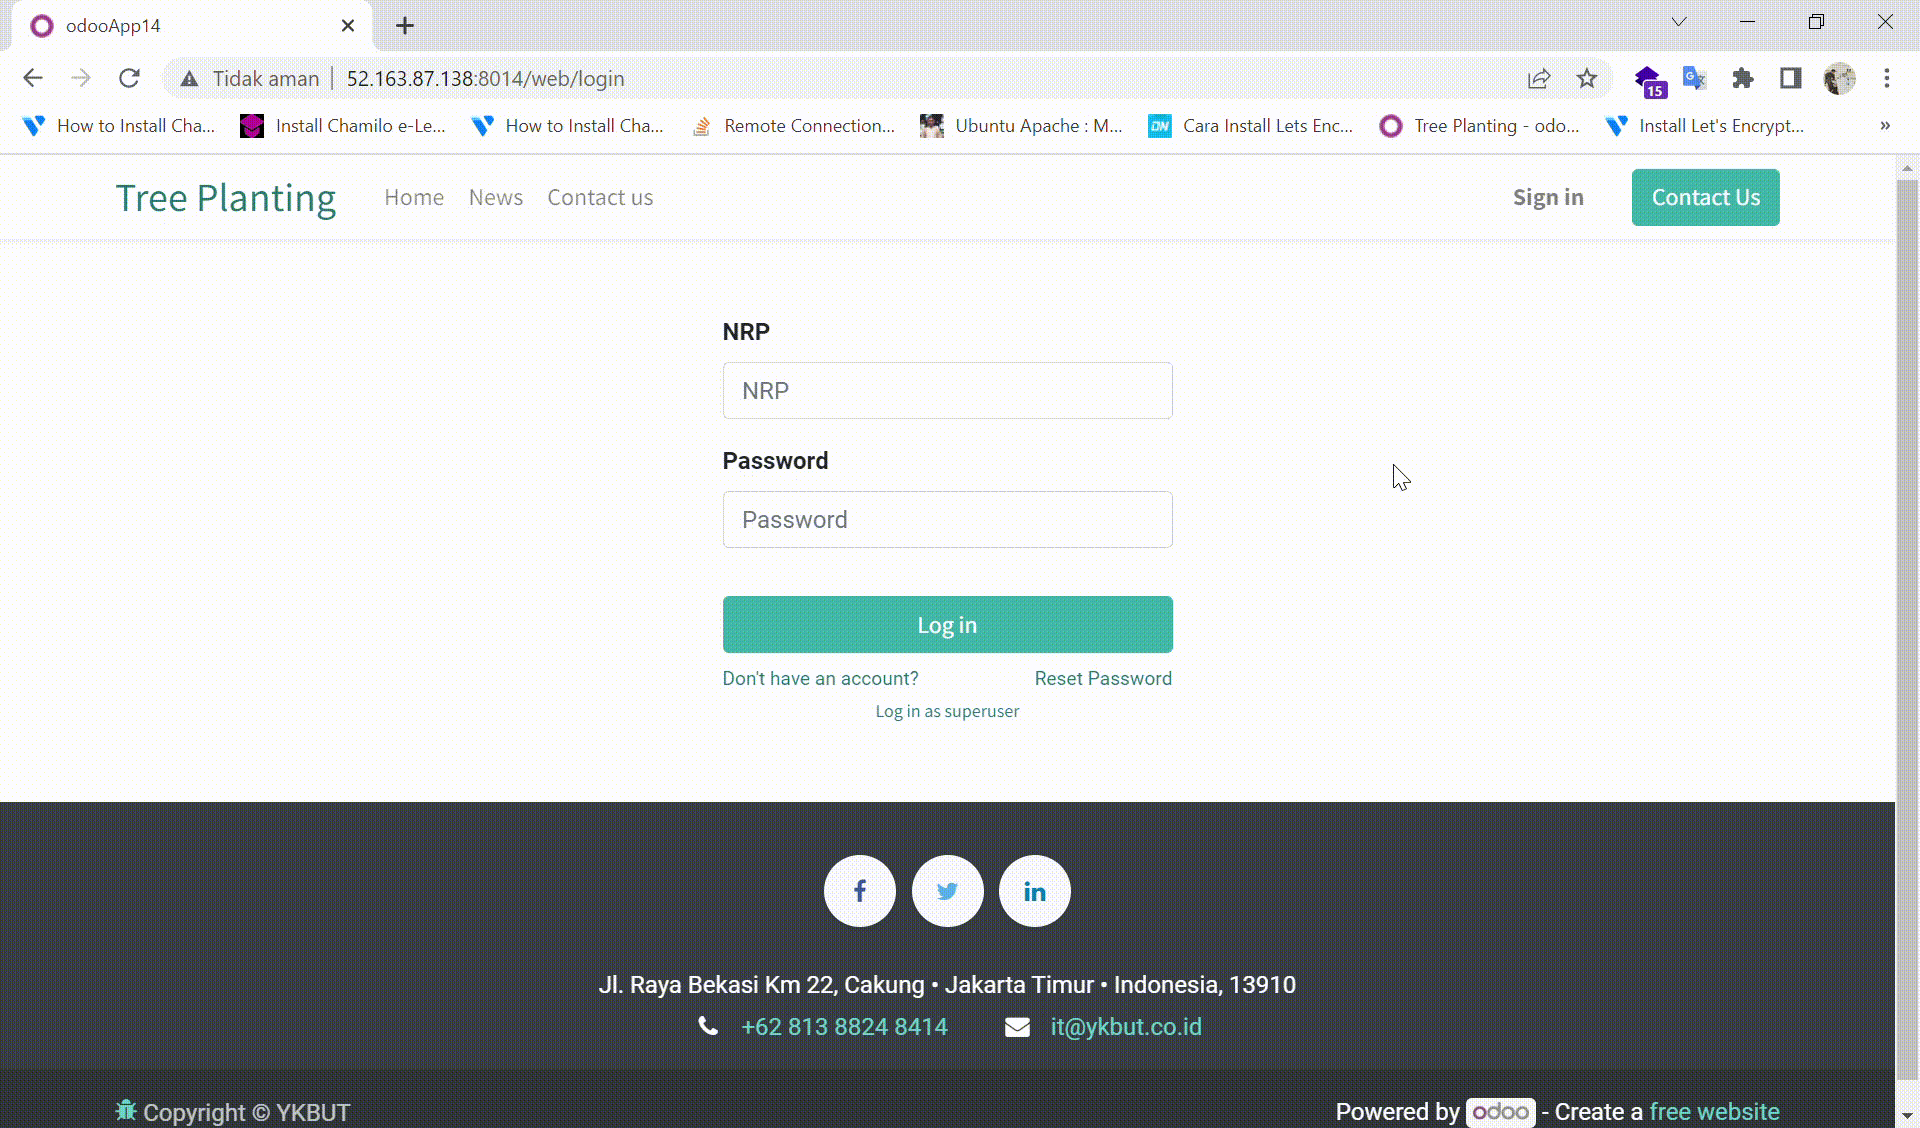 odooApp14
Tidak aman | 52.163.87.138:8014/web/login
15
How to Install Cha... Install Chamilo e-Le... How to Install Cha... Remote Connection... Ubuntu Apache : M... DN Cara Install Lets Enc... Tree Planting - odo... Install Let's Encrypt... »
Tree Planting Home News Contact us Sign in Contact Us
NRP
NRP
Password
Password
Log in
Don't have an account? Reset Password
Log in as superuser
Jl. Raya Bekasi Km 22, Cakung • Jakarta Timur • Indonesia, 13910
+62 813 8824 8414 it@ykbut.co.id
Copyright © YKBUT Powered by odoo - Create a free website